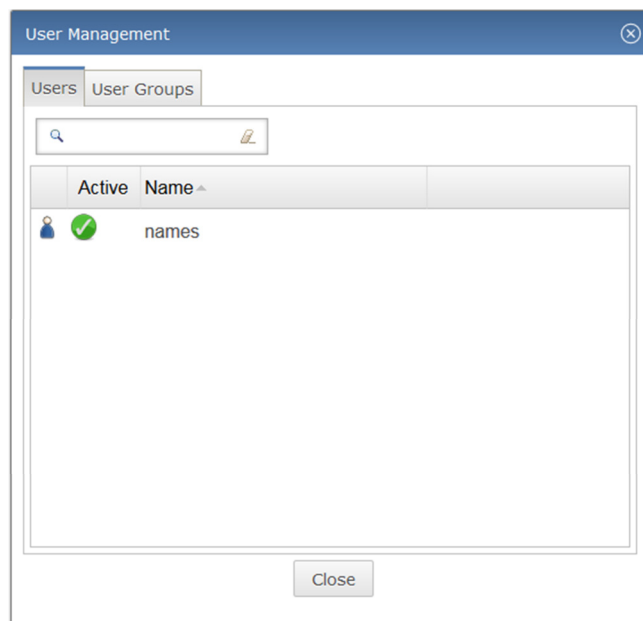 User Management
Users User Groups
Active Name
names
Close